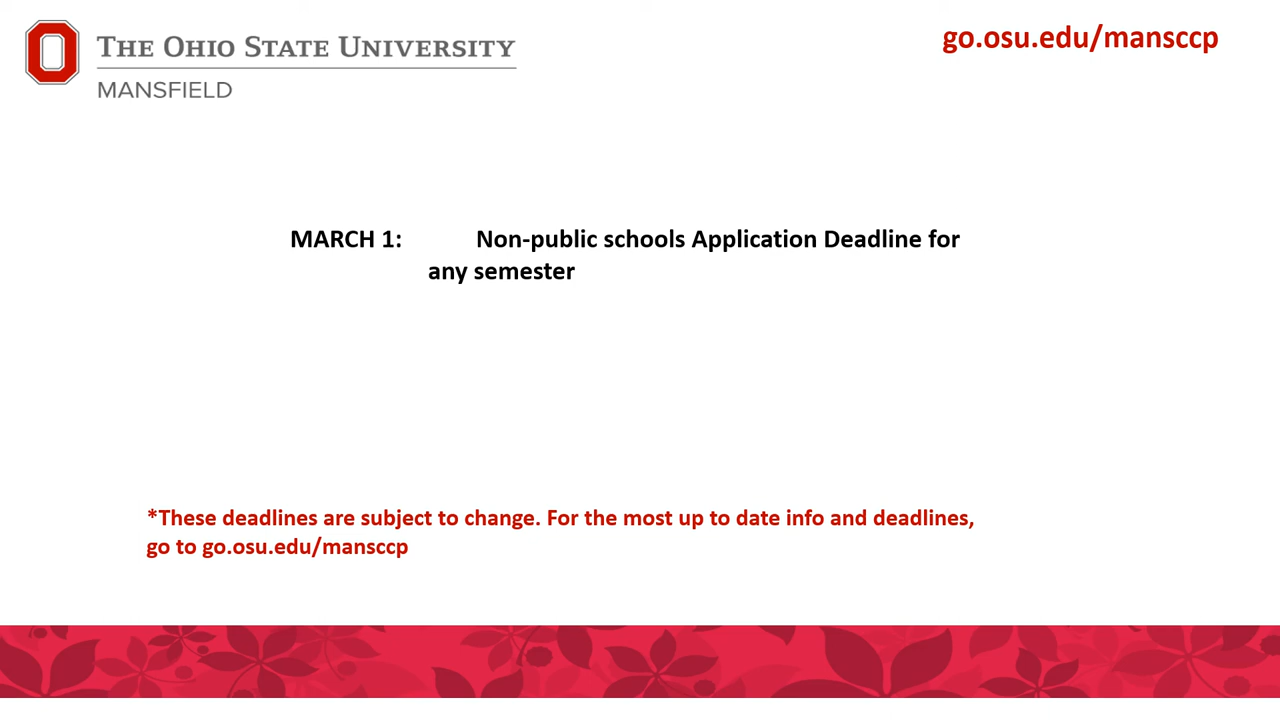 THE OHIO STATE UNIVERSITY
MANSFIELD
go.osu.edu/mansccp
MARCH 1: Non-public schools Application Deadline for
any semester
*These deadlines are subject to change. For the most up to date info and deadlines,
go to go.osu.edu/mansccp